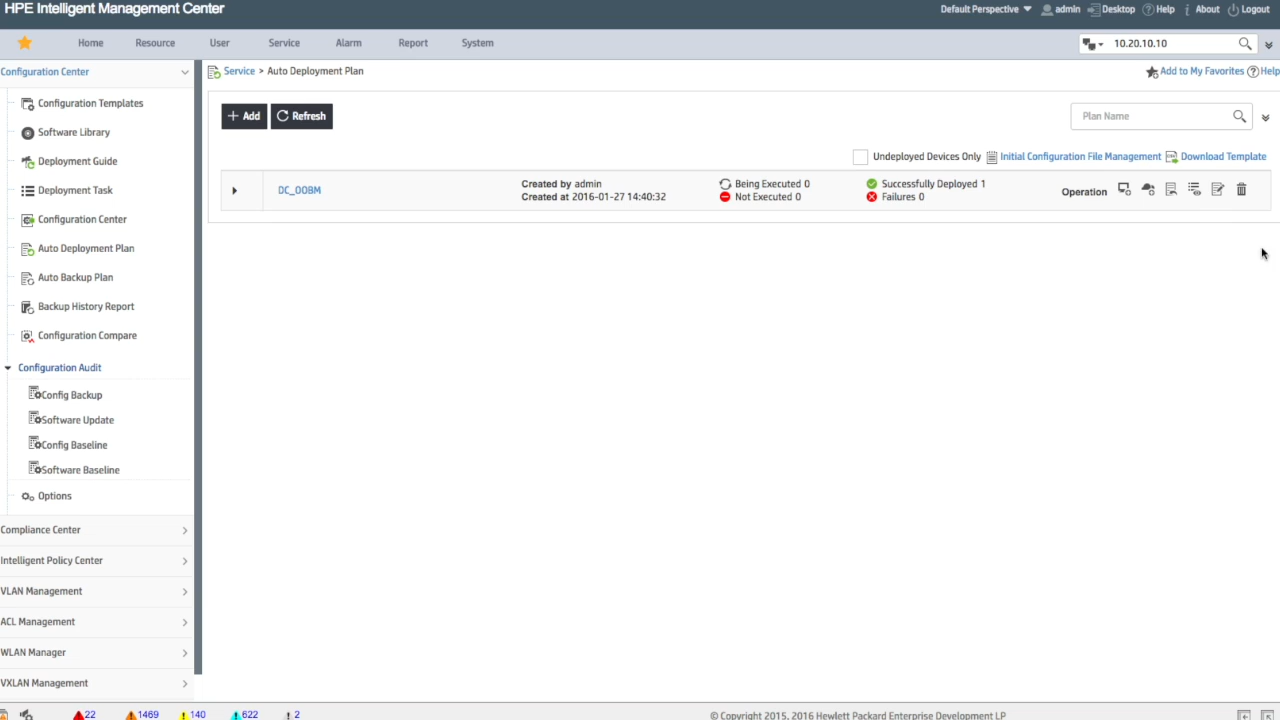 HPE Intelligent Management Center
Default Perspective admin Desktop Help About Logout
Home Resource User Service Alarm Report System
10.20.10.10
Configuration Center
Service > Auto Deployment Plan
Add to My Favorites Help
Configuration Templates
Software Library
Deployment Guide
Deployment Task
Configuration Center
Auto Deployment Plan
Auto Backup Plan
Backup History Report
Configuration Compare
Configuration Audit
Config Backup
Software Update
Config Baseline
Software Baseline
Options
Compliance Center
Intelligent Policy Center
VLAN Management
ACL Management
WLAN Manager
VXLAN Management
Add Refresh
Plan Name
Undeployed Devices Only Initial Configuration File Management Download Template
DC_OOBM
Created by admin
Created at 2016-01-27 14:40:32
Being Executed 0
Not Executed 0
Successfully Deployed 1
Failures 0
Operation
22 1469 140 622 2
© Copyright 2015, 2016 Hewlett Packard Enterprise Development LP